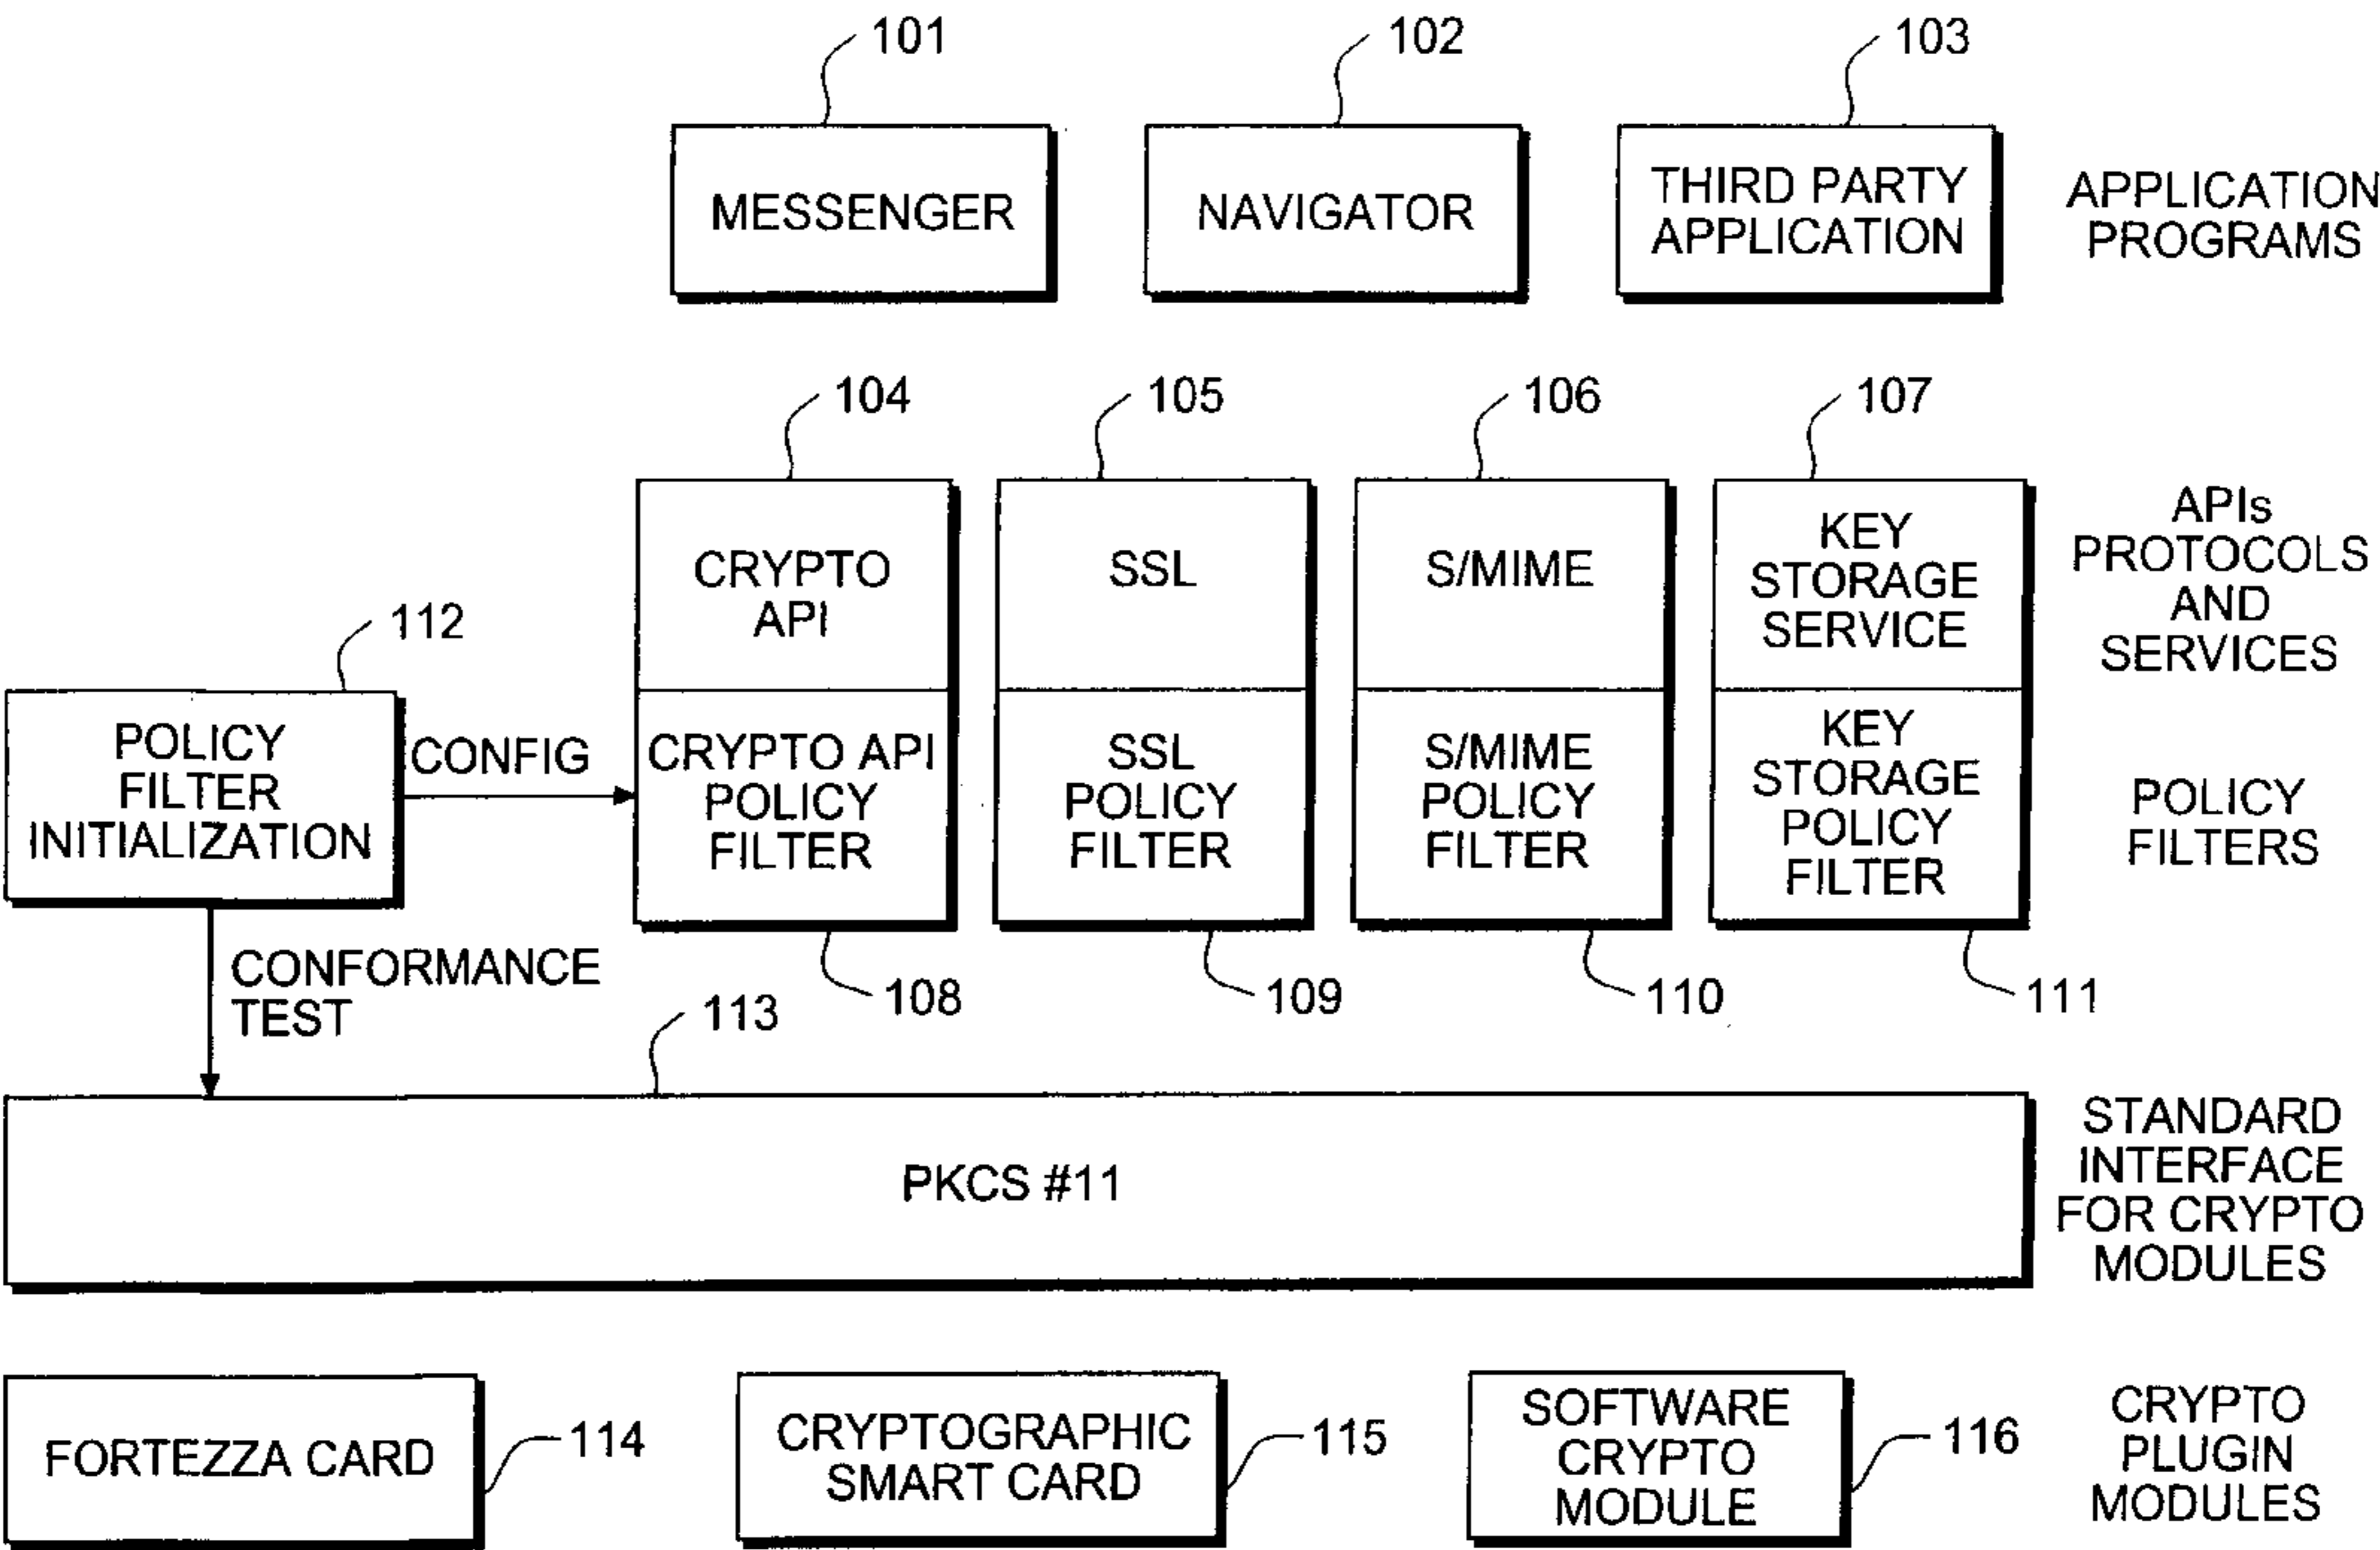 101
102
103
MESSENGER
NAVIGATOR
THIRD PARTY
APPLICATION
APPLICATION
PROGRAMS
104
105
106
107
CRYPTO
API
SSL
S/MIME
KEY
STORAGE
SERVICE
APIs
PROTOCOLS
AND
SERVICES
112
POLICY
FILTER
INITIALIZATION
CONFIG
CRYPTO API
POLICY
FILTER
SSL
POLICY
FILTER
S/MIME
POLICY
FILTER
KEY
STORAGE
POLICY
FILTER
POLICY
FILTERS
CONFORMANCE
TEST
108
109
110
111
113
PKCS #11
STANDARD
INTERFACE
FOR CRYPTO
MODULES
FORTEZZA CARD
114
CRYPTOGRAPHIC
SMART CARD
115
SOFTWARE
CRYPTO
MODULE
116
CRYPTO
PLUGIN
MODULES